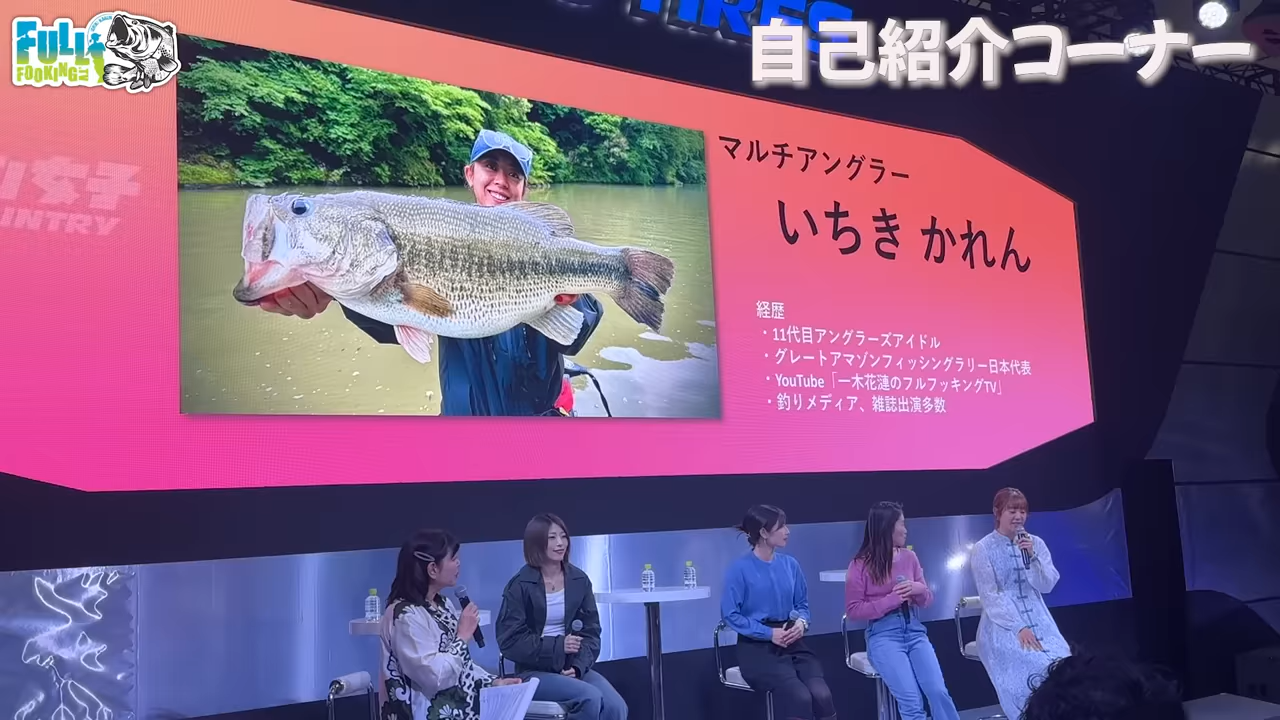 FULL
FOOKING TV
自己紹介コーナー
TIRES
女子
マルチアングラー
いちき かれん
経歴
・11代目アングラーズアイドル
・グレートアマゾンフィッシングラリー日本代表
・YouTube「一木花漣のフルフッキングTV」
・釣りメディア、雑誌出演多数